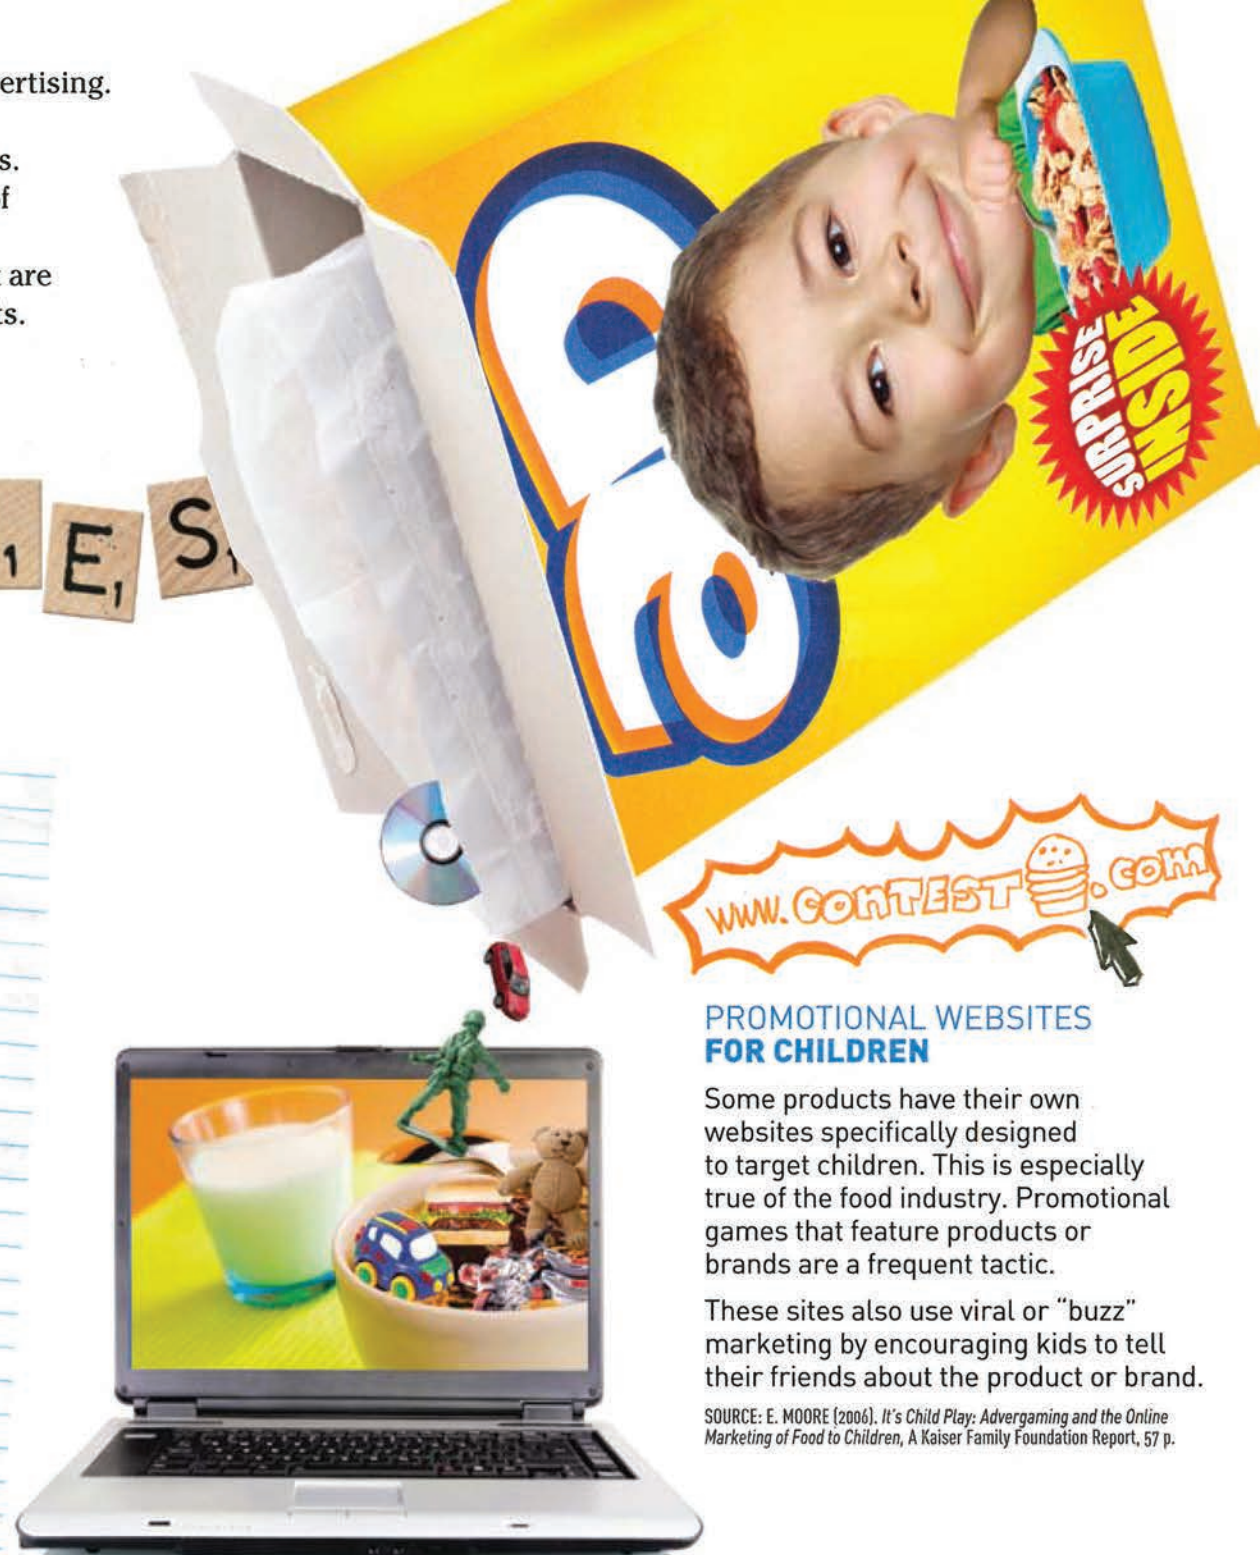 ertising.
s.
f
are
ts.
1 E1 S1
SURPRISE
INSIDE
www.CONTEST.com
PROMOTIONAL WEBSITES
FOR CHILDREN
Some products have their own
websites specifically designed
to target children. This is especially
true of the food industry. Promotional
games that feature products or
brands are a frequent tactic.
These sites also use viral or “buzz”
marketing by encouraging kids to tell
their friends about the product or brand.
SOURCE: E. MOORE (2006). It's Child Play: Advergaming and the Online
Marketing of Food to Children, A Kaiser Family Foundation Report, 57 p.